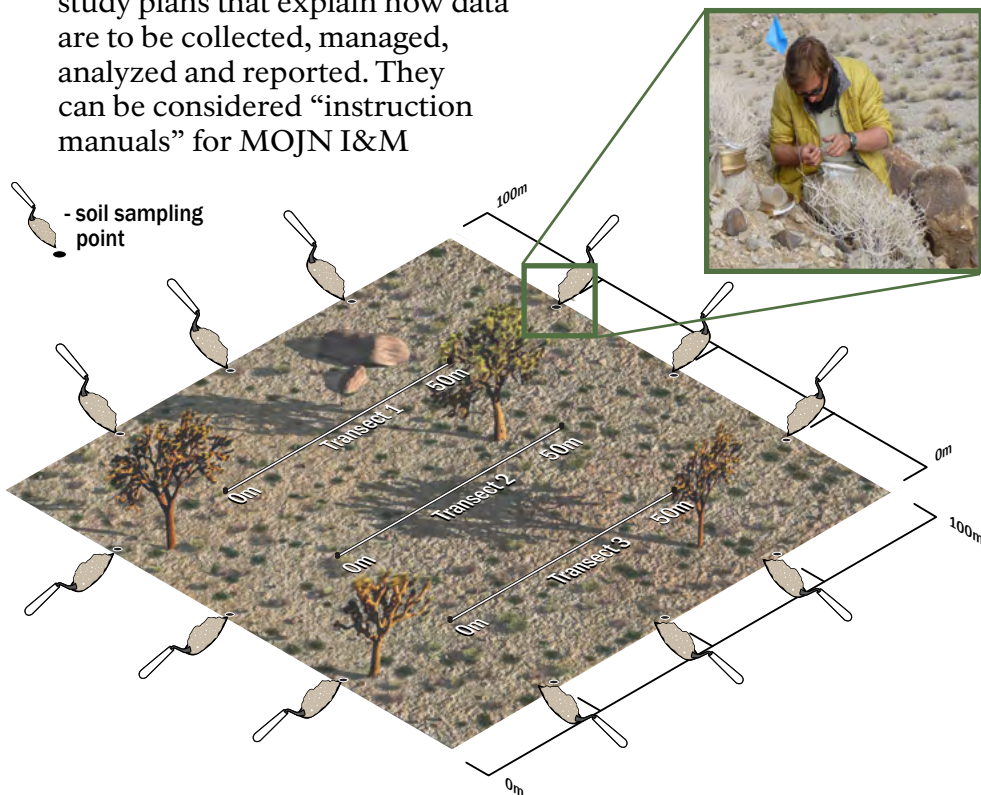 study plans that explain how data
are to be collected, managed,
analyzed and reported. They
can be considered “instruction
manuals” for MOJN I&M
- soil sampling
point
100m
50m
Transect 1
0m
50m
Transect 2
0m
50m
Transect 3
0m
0m
100m
0m